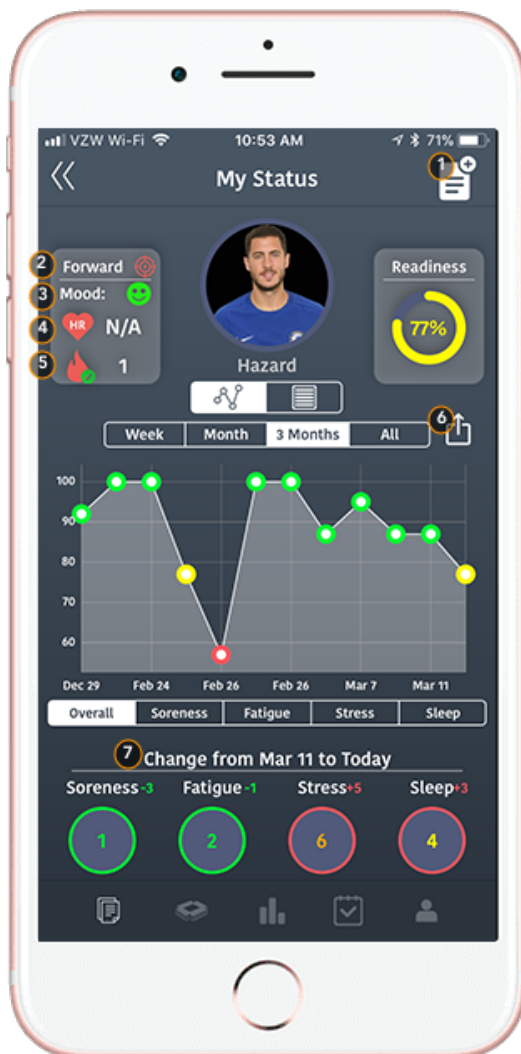 VZW Wi-Fi 10:53 AM 71%
My Status
1
2 Forward
3 Mood:
4 HR N/A
5 1
Readiness
77%
Hazard
Week Month 3 Months All
6
100
90
80
70
60
Dec 29 Feb 24 Feb 26 Feb 26 Mar 7 Mar 11
Overall Soreness Fatigue Stress Sleep
7 Change from Mar 11 to Today
Soreness -3 Fatigue -1 Stress +5 Sleep +3
1 2 6 4